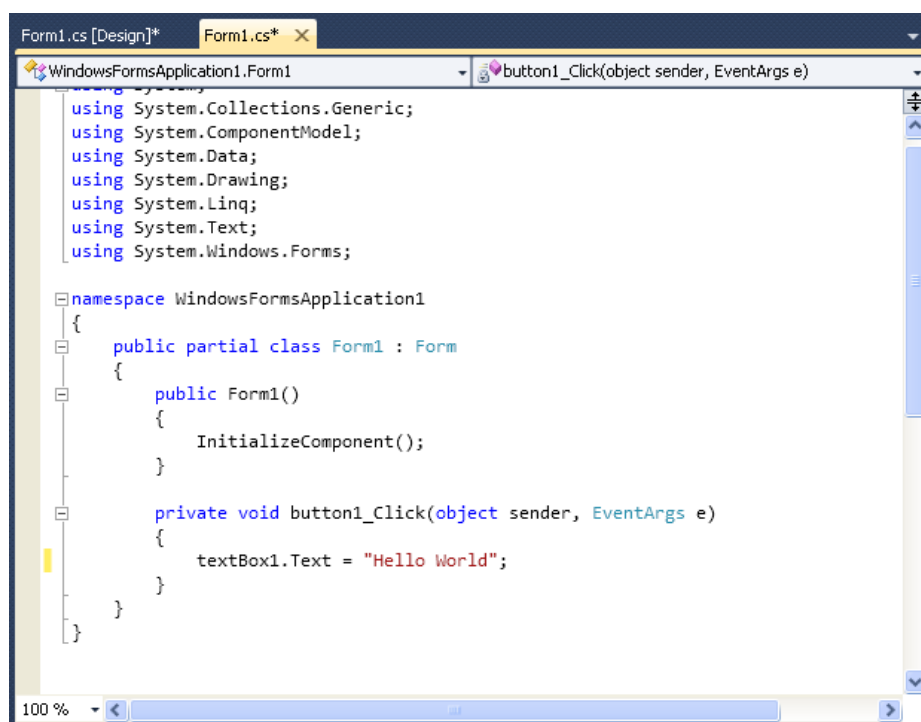 Form1.cs [Design]* Form1.cs*
WindowsFormsApplication1.Form1 button1_Click(object sender, EventArgs e)
using System;
using System.Collections.Generic;
using System.ComponentModel;
using System.Data;
using System.Drawing;
using System.Linq;
using System.Text;
using System.Windows.Forms;
namespace WindowsFormsApplication1
{
public partial class Form1 : Form
{
public Form1()
{
InitializeComponent();
}
private void button1_Click(object sender, EventArgs e)
{
textBox1.Text = "Hello World";
}
}
}
100 %